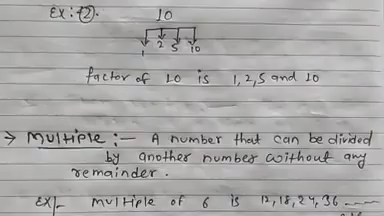 Ex:-②.
10
1 2 5 10
factor of 10 is 1,2,5 and 10
→ Multiple :- A number that can be divided
by another number without any
remainder.
Ex/- multiple of 6 is 12,18,24,36 ----